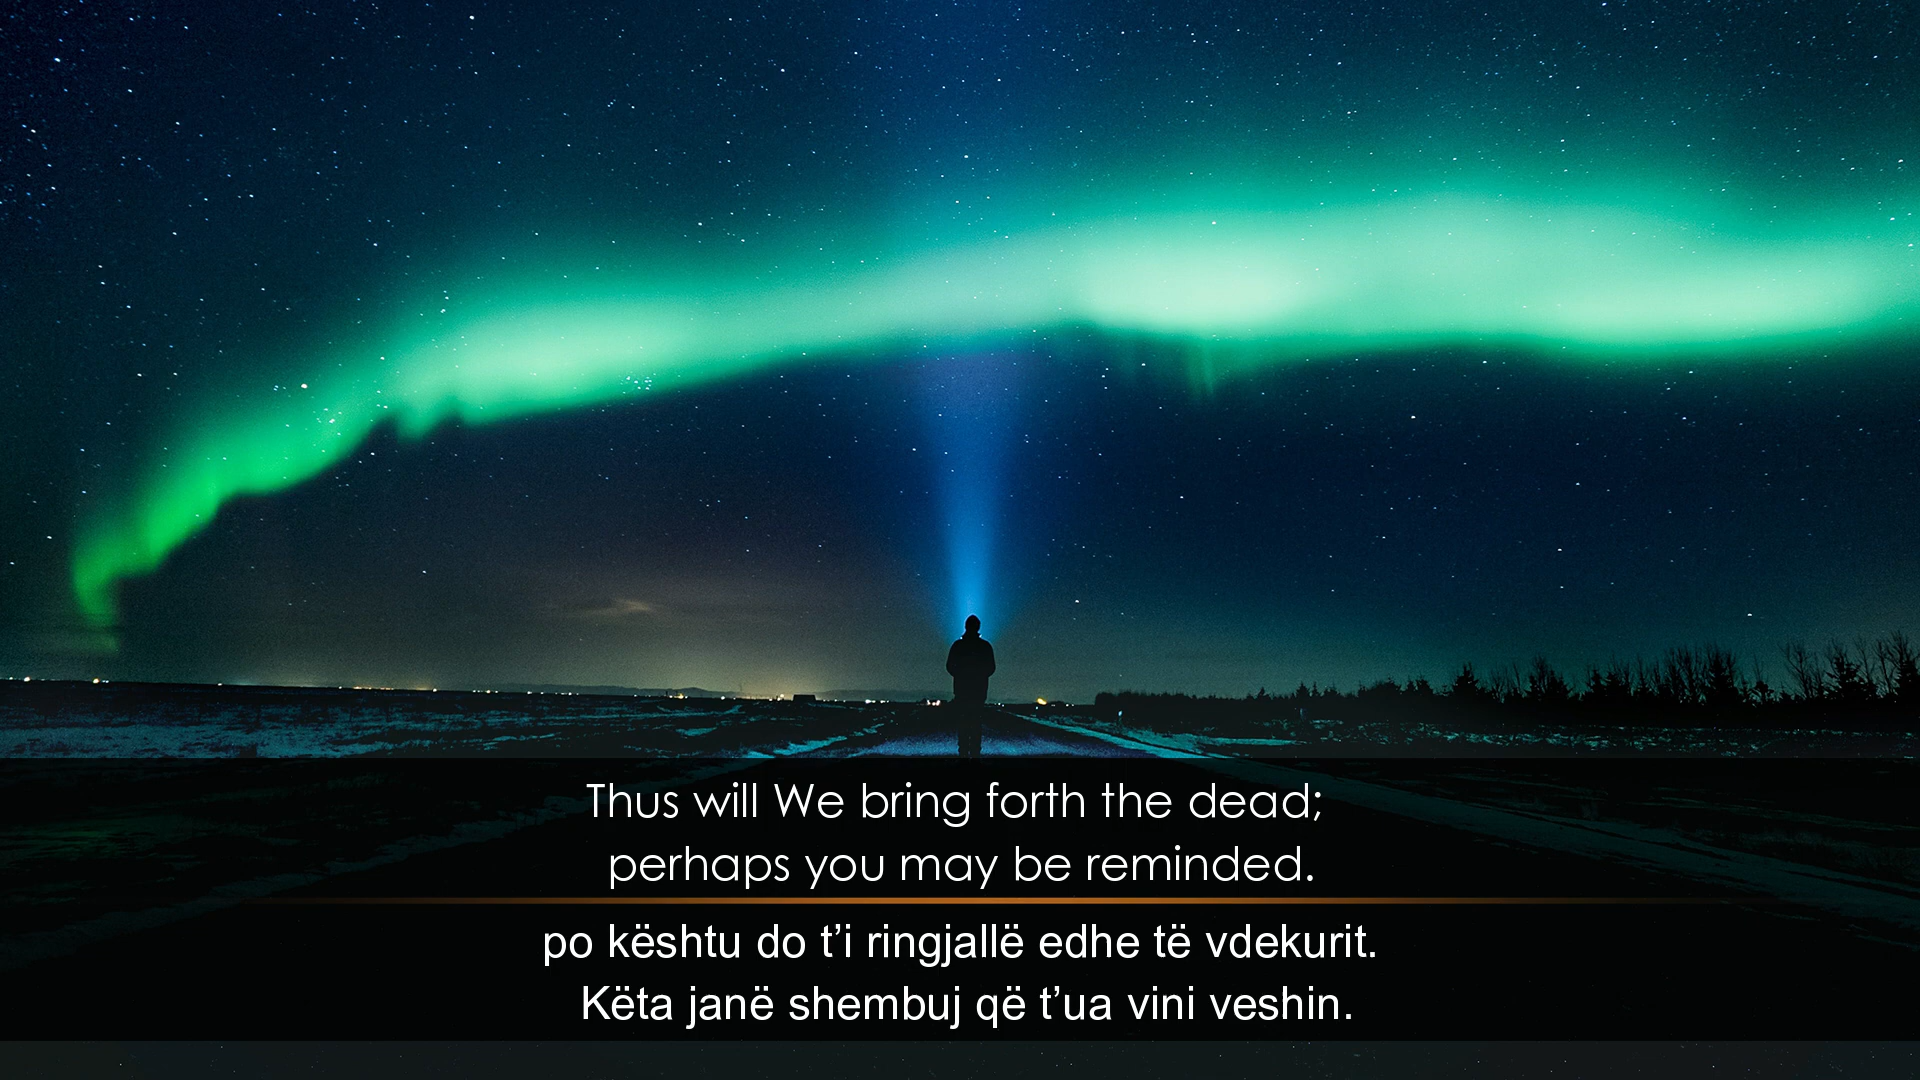 Thus will We bring forth the dead;
perhaps you may be reminded.
po kështu do t’i ringjallë edhe të vdekurit.
Këta janë shembuj që t’ua vini veshin.